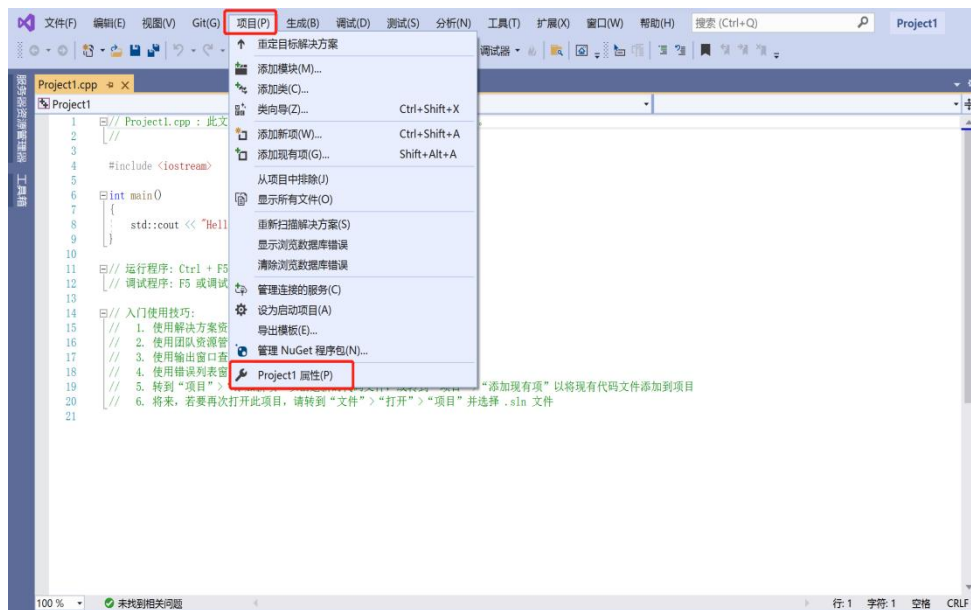 文件(F) 编辑(E) 视图(V) Git(G) 项目(P) 生成(B) 调试(D) 测试(S) 分析(N) 工具(T) 扩展(X) 窗口(W) 帮助(H) 搜索 (Ctrl+Q) Project1
调试器
服务器资源管理器
工具箱
Project1.cpp
Project1
重定目标解决方案
添加模块(M)...
添加类(C)...
类向导(Z)... Ctrl+Shift+X
添加新项(W)... Ctrl+Shift+A
添加现有项(G)... Shift+Alt+A
从项目中排除(J)
显示所有文件(O)
重新扫描解决方案(S)
显示浏览数据库错误
清除浏览数据库错误
管理连接的服务(C)
设为启动项目(A)
导出模板(E)...
管理 NuGet 程序包(N)...
Project1 属性(P)
1 // Project1.cpp : 此文
2 //
3
4 #include <iostream>
5
6 int main()
7 {
8 std::cout << "Hell
9 }
10
11 // 运行程序: Ctrl + F5
12 // 调试程序: F5 或调试
13
14 // 入门使用技巧:
15 // 1. 使用解决方案资
16 // 2. 使用团队资源管
17 // 3. 使用输出窗口查
18 // 4. 使用错误列表窗
19 // 5. 转到“项目”> “添加现有项”以将现有代码文件添加到项目
20 // 6. 将来，若要再次打开此项目，请转到“文件”>“打开”>“项目”并选择 .sln 文件
21
100 % 未找到相关问题 行: 1 字符: 1 空格 CRLF